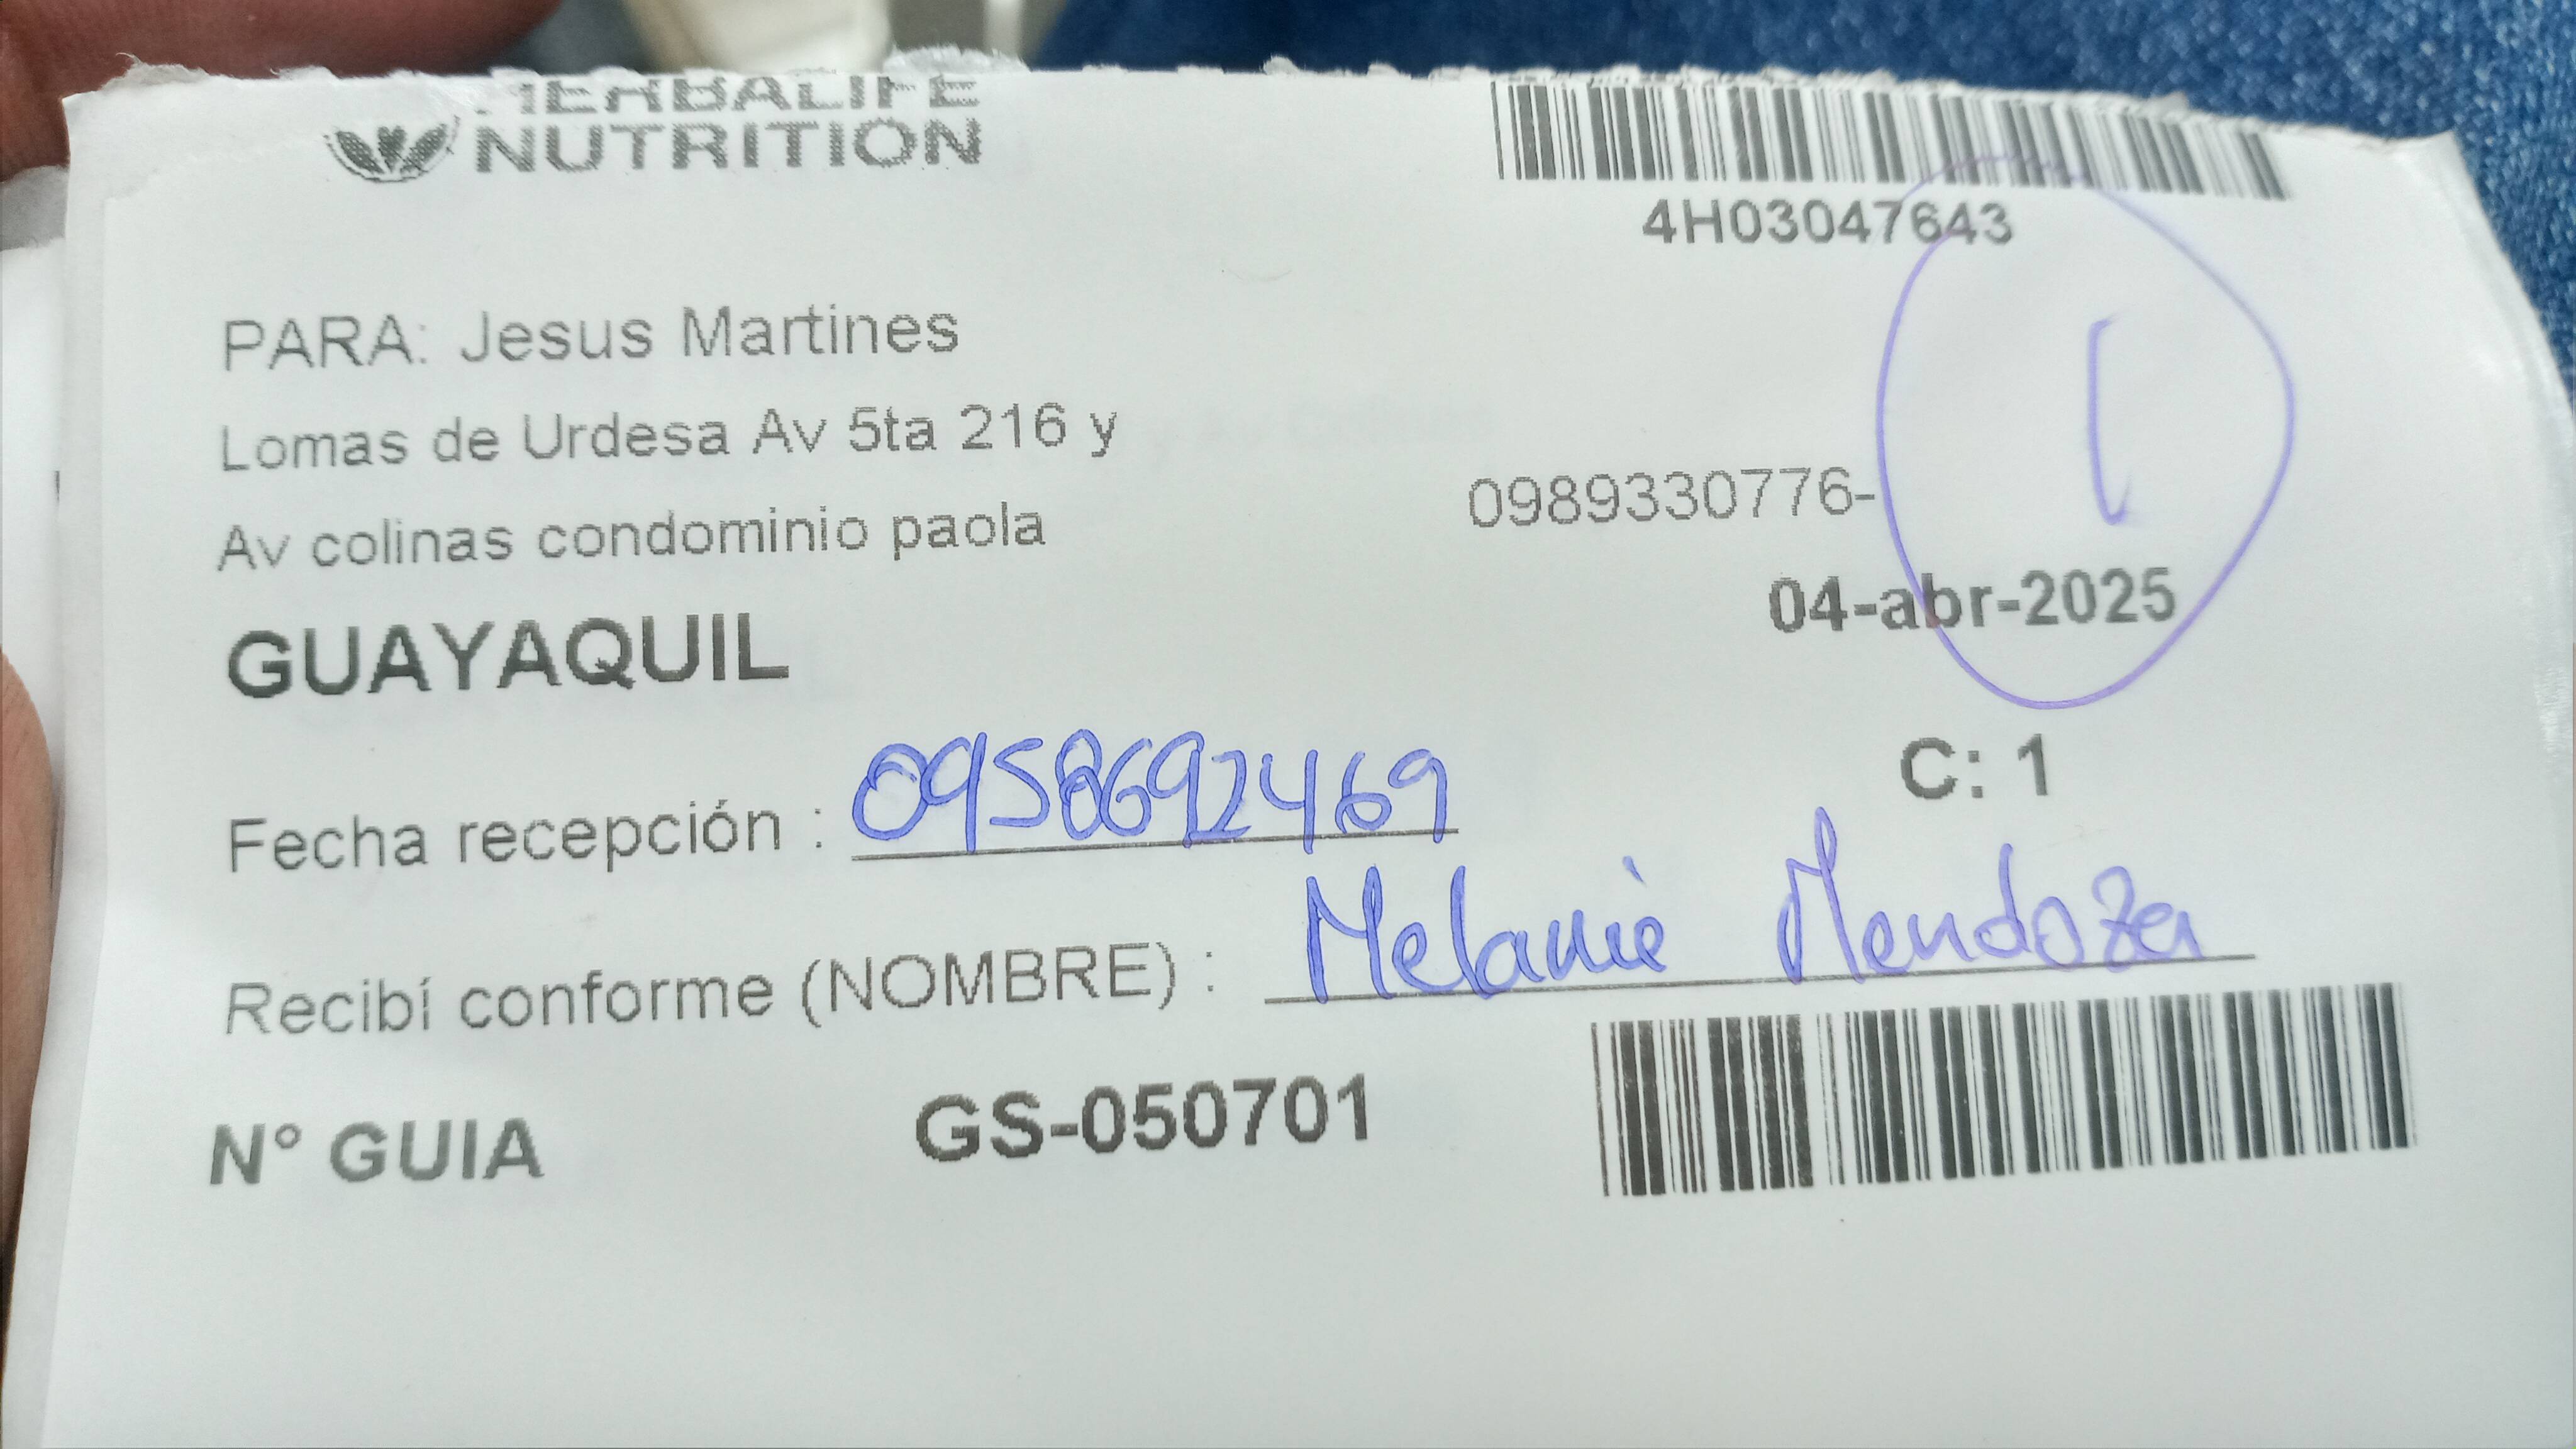 HERBALIFE
NUTRITION
4H03047643
PARA: Jesus Martines
Lomas de Urdesa Av 5ta 216 y
Av colinas condominio paola
0989330776-
04-abr-2025
GUAYAQUIL
C: 1
Fecha recepción : 0958692469
Recibí conforme (NOMBRE) : Melanie Mendoza
N° GUIA GS-050701